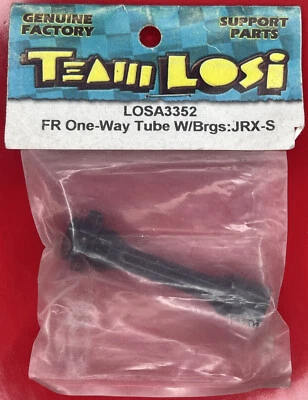 GENUINE FACTORY
SUPPORT PARTS
TEAM LOSI
LOSA3352
FR One-Way Tube W/Brgs:JRX-S